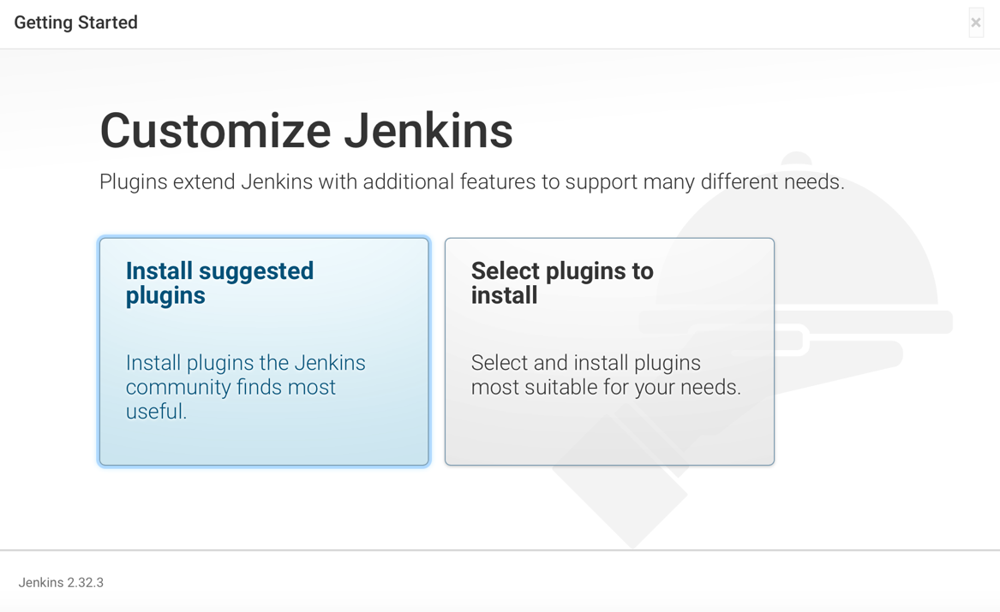 Getting Started
×
Customize Jenkins
Plugins extend Jenkins with additional features to support many different needs.
Install suggested
plugins
Install plugins the Jenkins
community finds most
useful.
Select plugins to
install
Select and install plugins
most suitable for your needs.
Jenkins 2.32.3